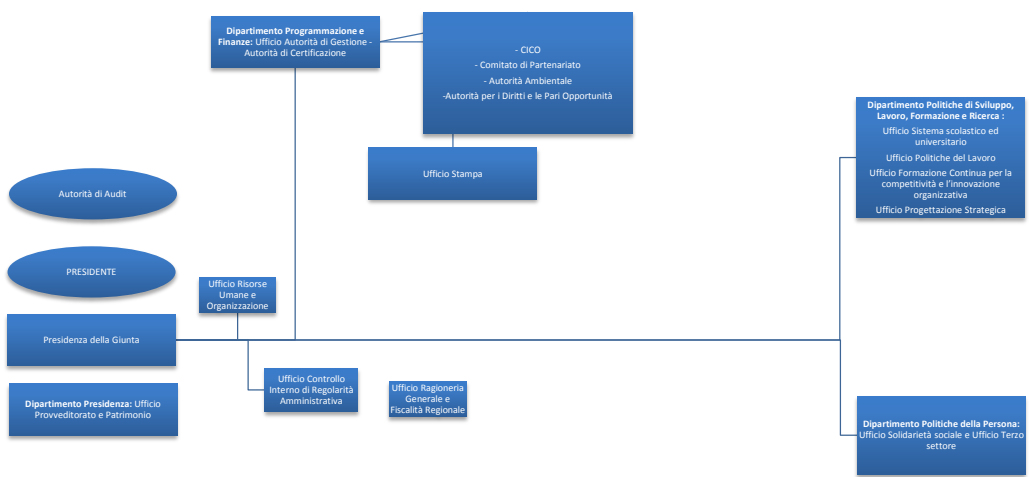 Dipartimento Programmazione e
Finanze: Ufficio Autorità di Gestione -
Autorità di Certificazione
- CICO
- Comitato di Partenariato
- Autorità Ambientale
-Autorità per i Diritti e le Pari Opportunità
Ufficio Stampa
Dipartimento Politiche di Sviluppo,
Lavoro, Formazione e Ricerca :
Ufficio Sistema scolastico ed
universitario
Ufficio Politiche del Lavoro
Ufficio Formazione Continua per la
competitività e l'innovazione
organizzativa
Ufficio Progettazione Strategica
Autorità di Audit
PRESIDENTE
Ufficio Risorse
Umane e
Organizzazione
Presidenza della Giunta
Ufficio Controllo
Interno di Regolarità
Amministrativa
Ufficio Ragioneria
Generale e
Fiscalità Regionale
Dipartimento Presidenza: Ufficio
Provveditorato e Patrimonio
Dipartimento Politiche della Persona:
Ufficio Solidarietà sociale e Ufficio Terzo
settore